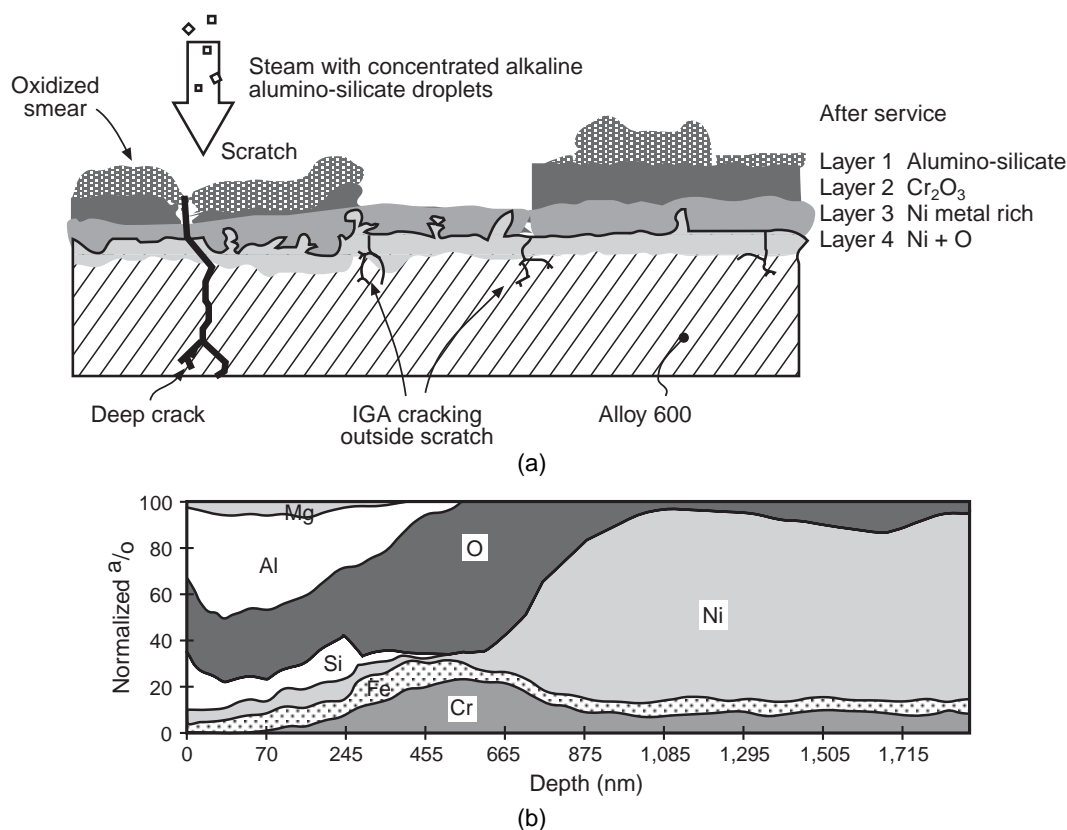 Steam with concentrated alkaline
alumino-silicate droplets
Oxidized
smear
Scratch
After service
Layer 1 Alumino-silicate
Layer 2 Cr₂O₃
Layer 3 Ni metal rich
Layer 4 Ni + O
Deep crack
IGA cracking
outside scratch
Alloy 600
(a)
100
80
60
40
20
0
Normalized a/o
Mg
Al
O
Ni
Si
Fe
Cr
0 70 245 455 665 875 1,085 1,295 1,505 1,715
Depth (nm)
(b)